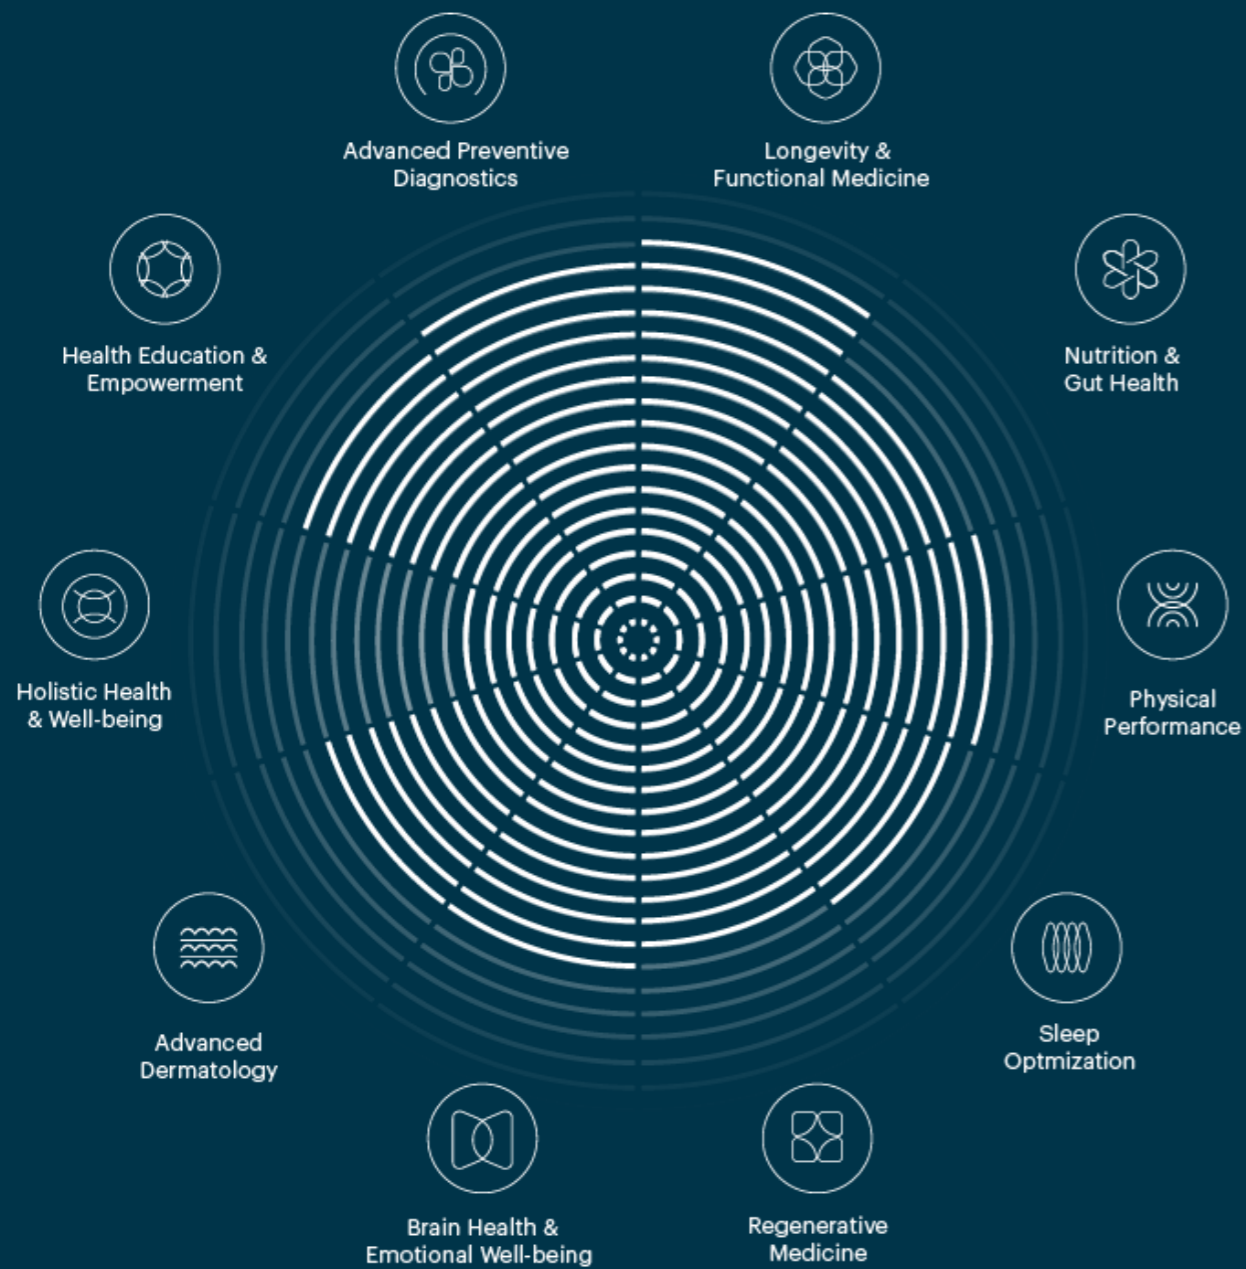 Advanced Preventive
Diagnostics
Longevity &
Functional Medicine
Health Education &
Empowerment
Nutrition &
Gut Health
Holistic Health
& Well-being
Physical
Performance
Advanced
Dermatology
Sleep
Optmization
Brain Health &
Emotional Well-being
Regenerative
Medicine